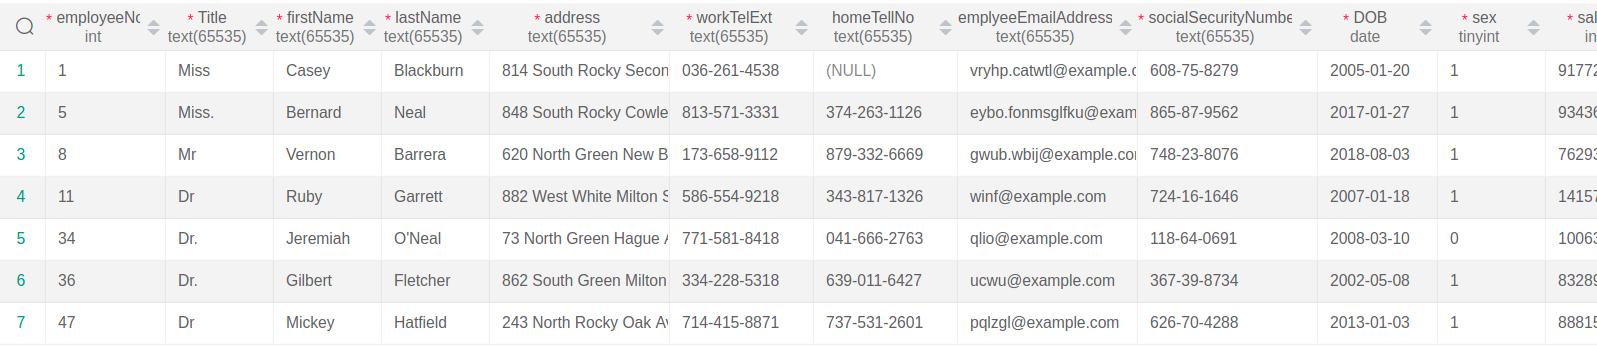 * employeeNo * Title * firstName * lastName * address * workTelExt homeTellNo emplyeeEmailAddress * socialSecurityNumbe * DOB * sex * sal
int text(65535) text(65535) text(65535) text(65535) text(65535) text(65535) text(65535) text(65535) date tinyint in
1 1 Miss Casey Blackburn 814 South Rocky Secon 036-261-4538 (NULL) vryhp.catwtl@example.c 608-75-8279 2005-01-20 1 91772
2 5 Miss. Bernard Neal 848 South Rocky Cowle 813-571-3331 374-263-1126 eybo.fonmsglfku@exam 865-87-9562 2017-01-27 1 93436
3 8 Mr Vernon Barrera 620 North Green New B 173-658-9112 879-332-6669 gwub.wbij@example.co 748-23-8076 2018-08-03 1 76293
4 11 Dr Ruby Garrett 882 West White Milton S 586-554-9218 343-817-1326 winf@example.com 724-16-1646 2007-01-18 1 14157
5 34 Dr. Jeremiah O'Neal 73 North Green Hague A 771-581-8418 041-666-2763 qlio@example.com 118-64-0691 2008-03-10 0 10063
6 36 Dr. Gilbert Fletcher 862 South Green Milton 334-228-5318 639-011-6427 ucwu@example.com 367-39-8734 2002-05-08 1 83289
7 47 Dr Mickey Hatfield 243 North Rocky Oak Av 714-415-8871 737-531-2601 pqlzgl@example.com 626-70-4288 2013-01-03 1 88815